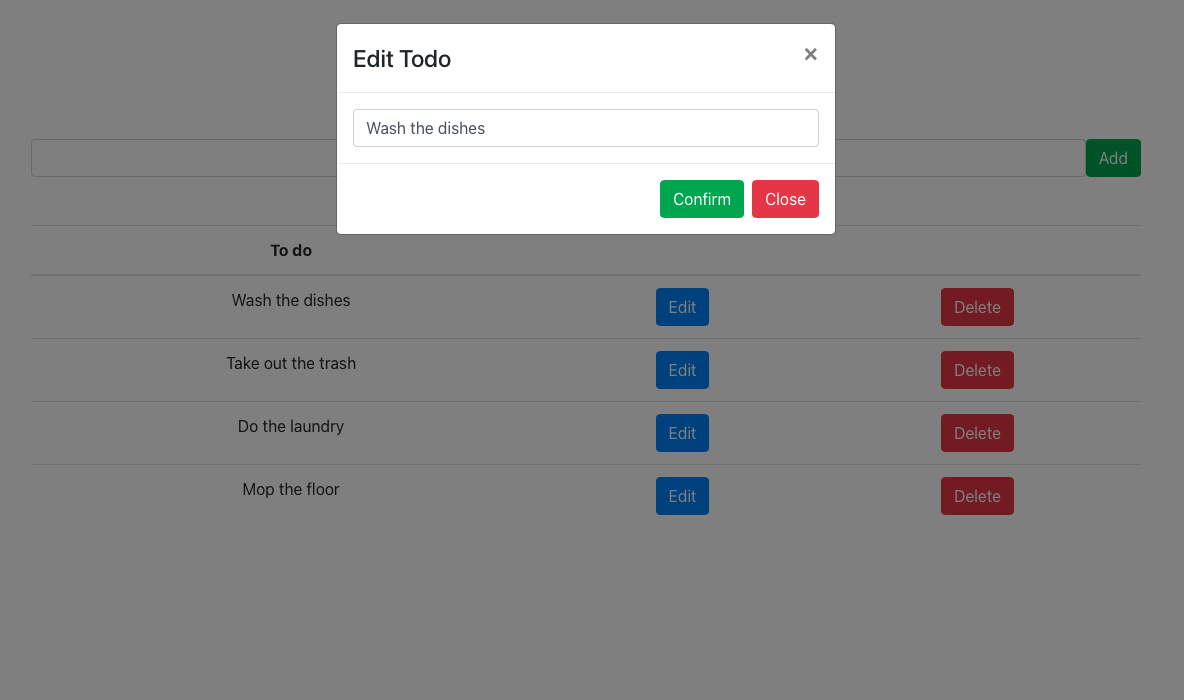 Edit Todo ×
Wash the dishes
Add
Confirm Close
To do
Wash the dishes Edit Delete
Take out the trash Edit Delete
Do the laundry Edit Delete
Mop the floor Edit Delete